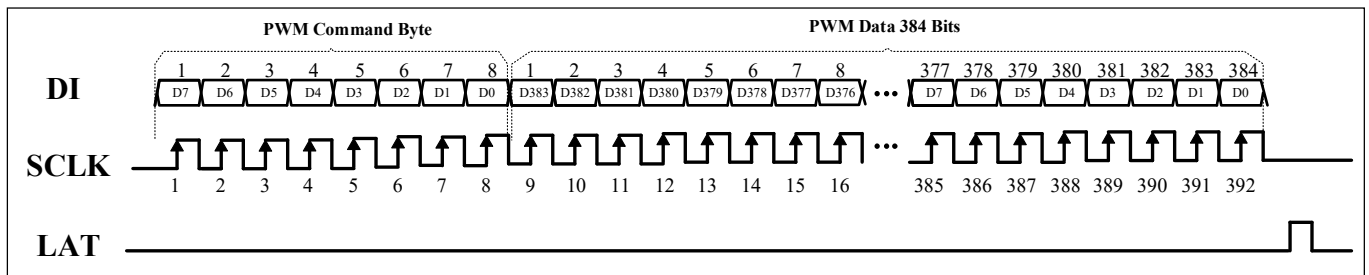 PWM Command Byte PWM Data 384 Bits
1 2 3 4 5 6 7 8 1 2 3 4 5 6 7 8 377 378 379 380 381 382 383 384
DI D7 D6 D5 D4 D3 D2 D1 D0 D383 D382 D381 D380 D379 D378 D377 D376 ••• D7 D6 D5 D4 D3 D2 D1 D0
SCLK •••
1 2 3 4 5 6 7 8 9 10 11 12 13 14 15 16 385 386 387 388 389 390 391 392
LAT